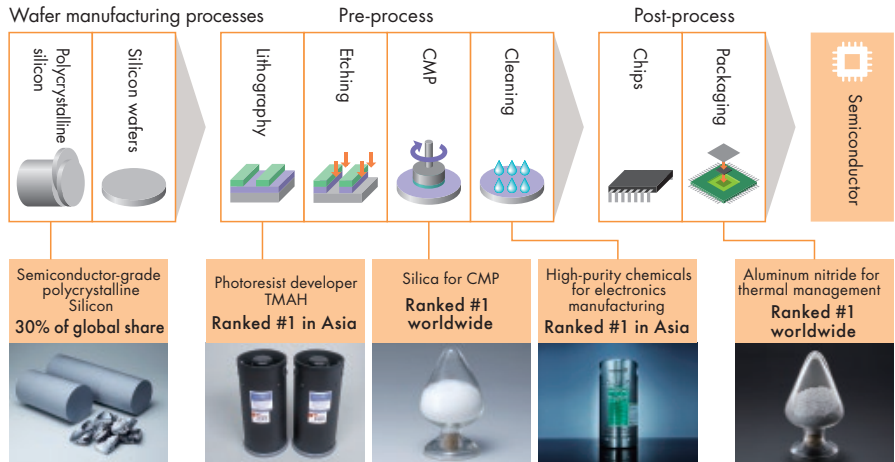 Wafer manufacturing processes
Pre-process
Post-process
Polycrystalline
silicon
Silicon wafers
Lithography
Etching
CMP
Cleaning
Chips
Packaging
Semiconductor
Semiconductor-grade
polycrystalline
Silicon
30% of global share
Photoresist developer
TMAH
Ranked #1 in Asia
Silica for CMP
Ranked #1
worldwide
High-purity chemicals
for electronics
manufacturing
Ranked #1 in Asia
Aluminum nitride for
thermal management
Ranked #1
worldwide